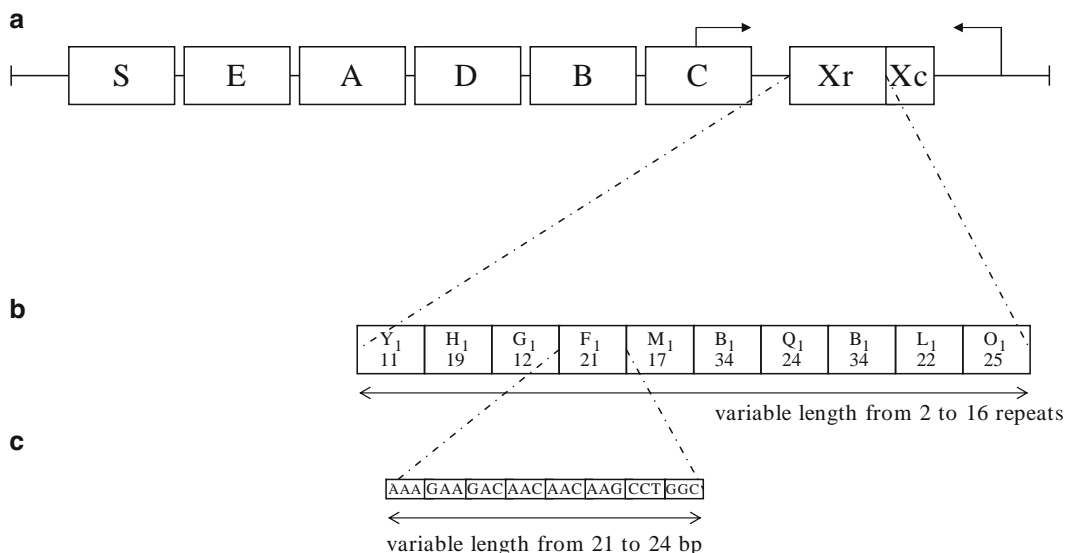 a
S E A D B C Xr Xc
b
Y1 H1 G1 F1 M1 B1 Q1 B1 L1 O1
11 19 12 21 17 34 24 34 22 25
variable length from 2 to 16 repeats
c
AAA GAA GAC AAC AAC AAG CCT GGC
variable length from 21 to 24 bp